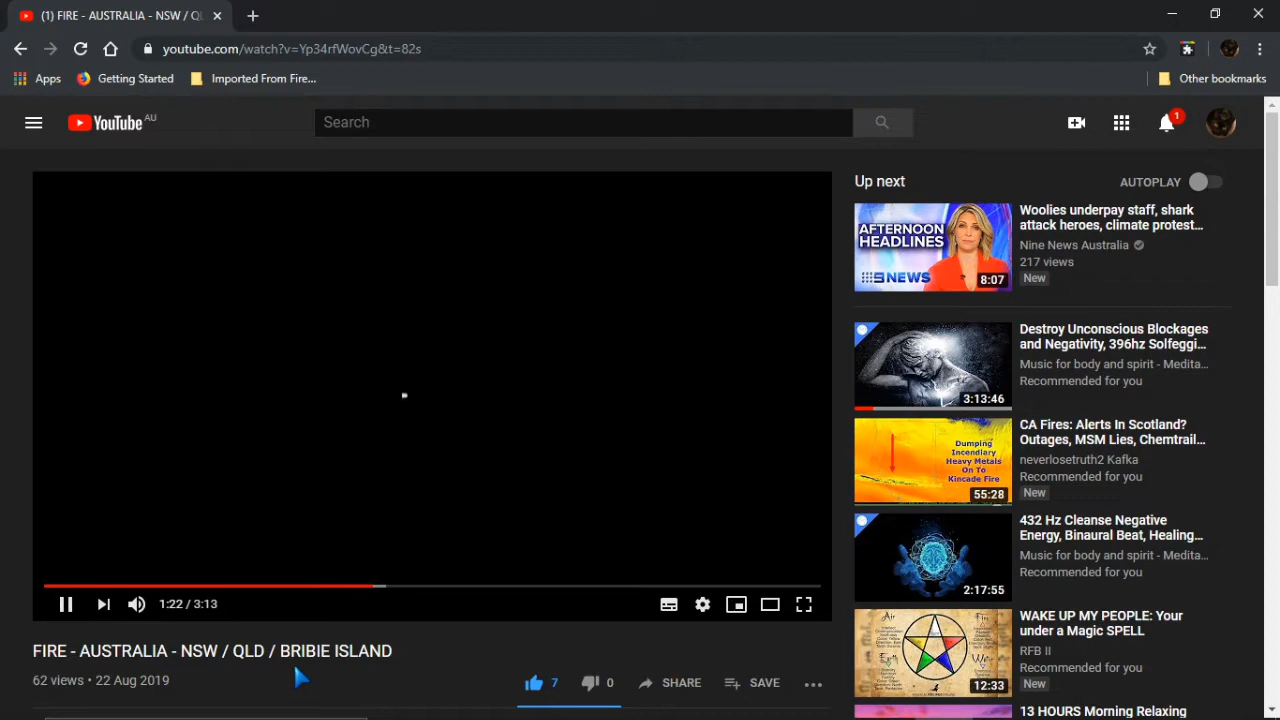 (1) FIRE - AUSTRALIA - NSW / QL
youtube.com/watch?v=Yp34rfWovCg&t=82s
Apps
Getting Started
Imported From Fire...
Other bookmarks
YouTube AU
Search
1
1:22 / 3:13
FIRE - AUSTRALIA - NSW / QLD / BRIBIE ISLAND
62 views • 22 Aug 2019
7
0
SHARE
SAVE
Up next
AUTOPLAY
AFTERNOON
HEADLINES
9 NEWS
8:07
Woolies underpay staff, shark
attack heroes, climate protest...
Nine News Australia
217 views
New
3:13:46
Destroy Unconscious Blockages
and Negativity, 396hz Solfeggi...
Music for body and spirit - Medita...
Recommended for you
Dumping
Incendiary
Heavy Metals
On To
Kincade Fire
55:28
CA Fires: Alerts In Scotland?
Outages, MSM Lies, Chemtrail...
neverlosetruth2 Kafka
Recommended for you
New
2:17:55
432 Hz Cleanse Negative
Energy, Binaural Beat, Healing...
Music for body and spirit - Medita...
Recommended for you
Air
Fire
Earth
12:33
WAKE UP MY PEOPLE: Your
under a Magic SPELL
RFB II
Recommended for you
New
13 HOURS Morning Relaxing